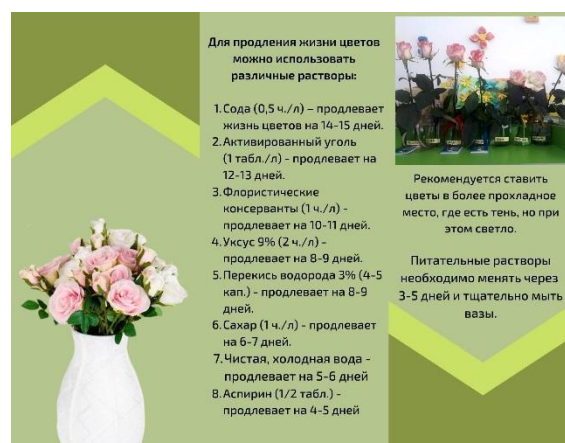 Для продления жизни цветов
можно использовать
различные растворы:
1. Сода (0,5 ч./л) – продлевает
жизнь цветов на 14-15 дней.
2. Активированный уголь
(1 табл./л) - продлевает на
12-13 дней.
3. Флористические
консерванты (1 ч./л) -
продлевает на 10-11 дней.
4. Уксус 9% (2 ч./л) -
продлевает на 8-9 дней.
5. Перекись водорода 3% (4-5
кап.) - продлевает на 8-9
дней.
6. Сахар (1 ч./л) - продлевает
на 6-7 дней.
7. Чистая, холодная вода -
продлевает на 5-6 дней
8. Аспирин (1/2 табл.) -
продлевает на 4-5 дней
Рекомендуется ставить
цветы в более прохладное
место, где есть тень, но при
этом светло.
Питательные растворы
необходимо менять через
3-5 дней и тщательно мыть
вазы.